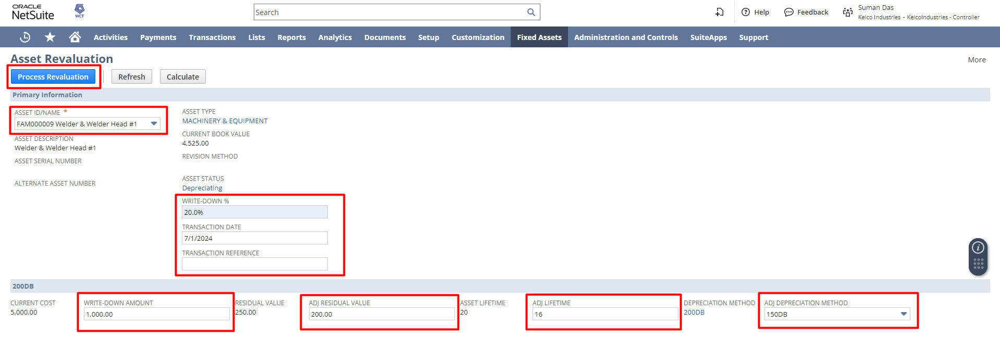 ORACLE
NetSuite
WCT
Search
Help
Feedback
Suman Das
Kelco Industries - KelcoIndustries - Controller
Activities Payments Transactions Lists Reports Analytics Documents Setup Customization Fixed Assets Administration and Controls SuiteApps Support
Asset Revaluation
More
Process Revaluation Refresh Calculate
Primary Information
ASSET ID/NAME *
FAM000009 Welder & Welder Head #1
ASSET DESCRIPTION
Welder & Welder Head #1
ASSET SERIAL NUMBER
ALTERNATE ASSET NUMBER
ASSET TYPE
MACHINERY & EQUIPMENT
CURRENT BOOK VALUE
4,525.00
REVISION METHOD
ASSET STATUS
Depreciating
WRITE-DOWN %
20.0%
TRANSACTION DATE
7/1/2024
TRANSACTION REFERENCE
i
200DB
CURRENT COST
5,000.00
WRITE-DOWN AMOUNT
1,000.00
RESIDUAL VALUE
250.00
ADJ RESIDUAL VALUE
200.00
ASSET LIFETIME
20
ADJ LIFETIME
16
DEPRECIATION METHOD
200DB
ADJ DEPRECIATION METHOD
150DB